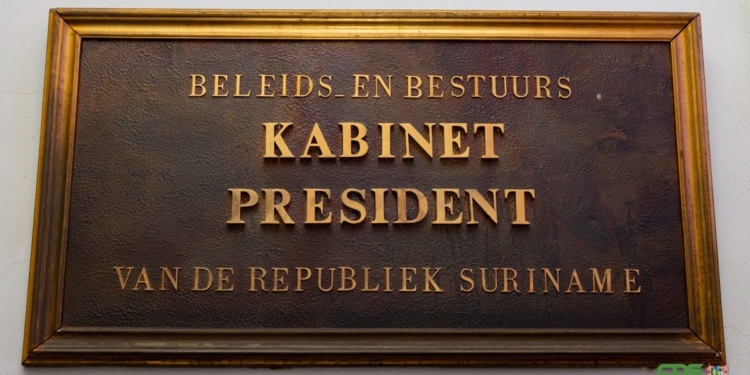 BELEIDS_EN BESTUURS
KABINET
PRESIDENT
VAN DE REPUBLIEK SURINAME